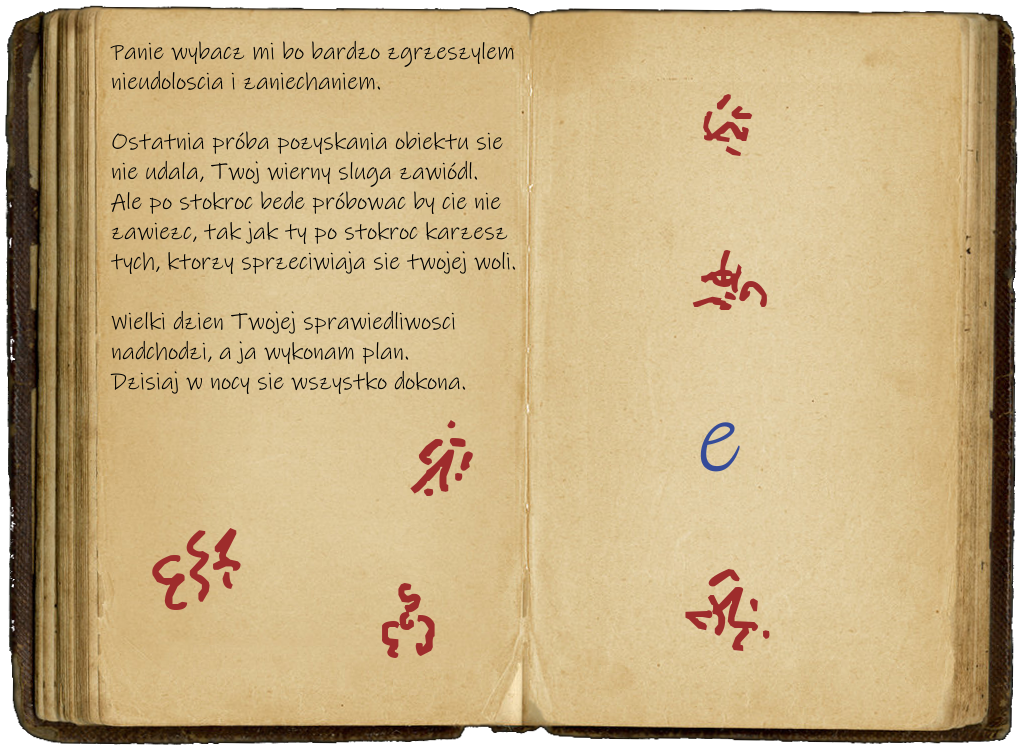 Panie wybacz mi bo bardzo zgrzeszylem
nieudoloscia i zaniechaniem.
Ostatnia próba pozyskania obiektu sie
nie udala, Twoj wierny sluga zawiódl.
Ale po stokroc bede próbowac by cie nie
zawiezc, tak jak ty po stokroc karzesz
tych, ktorzy sprzeciwiaja sie twojej woli.
Wielki dzien Twojej sprawiedliwosci
nadchodzi, a ja wykonam plan.
Dzisiaj w nocy sie wszystko dokona.
e